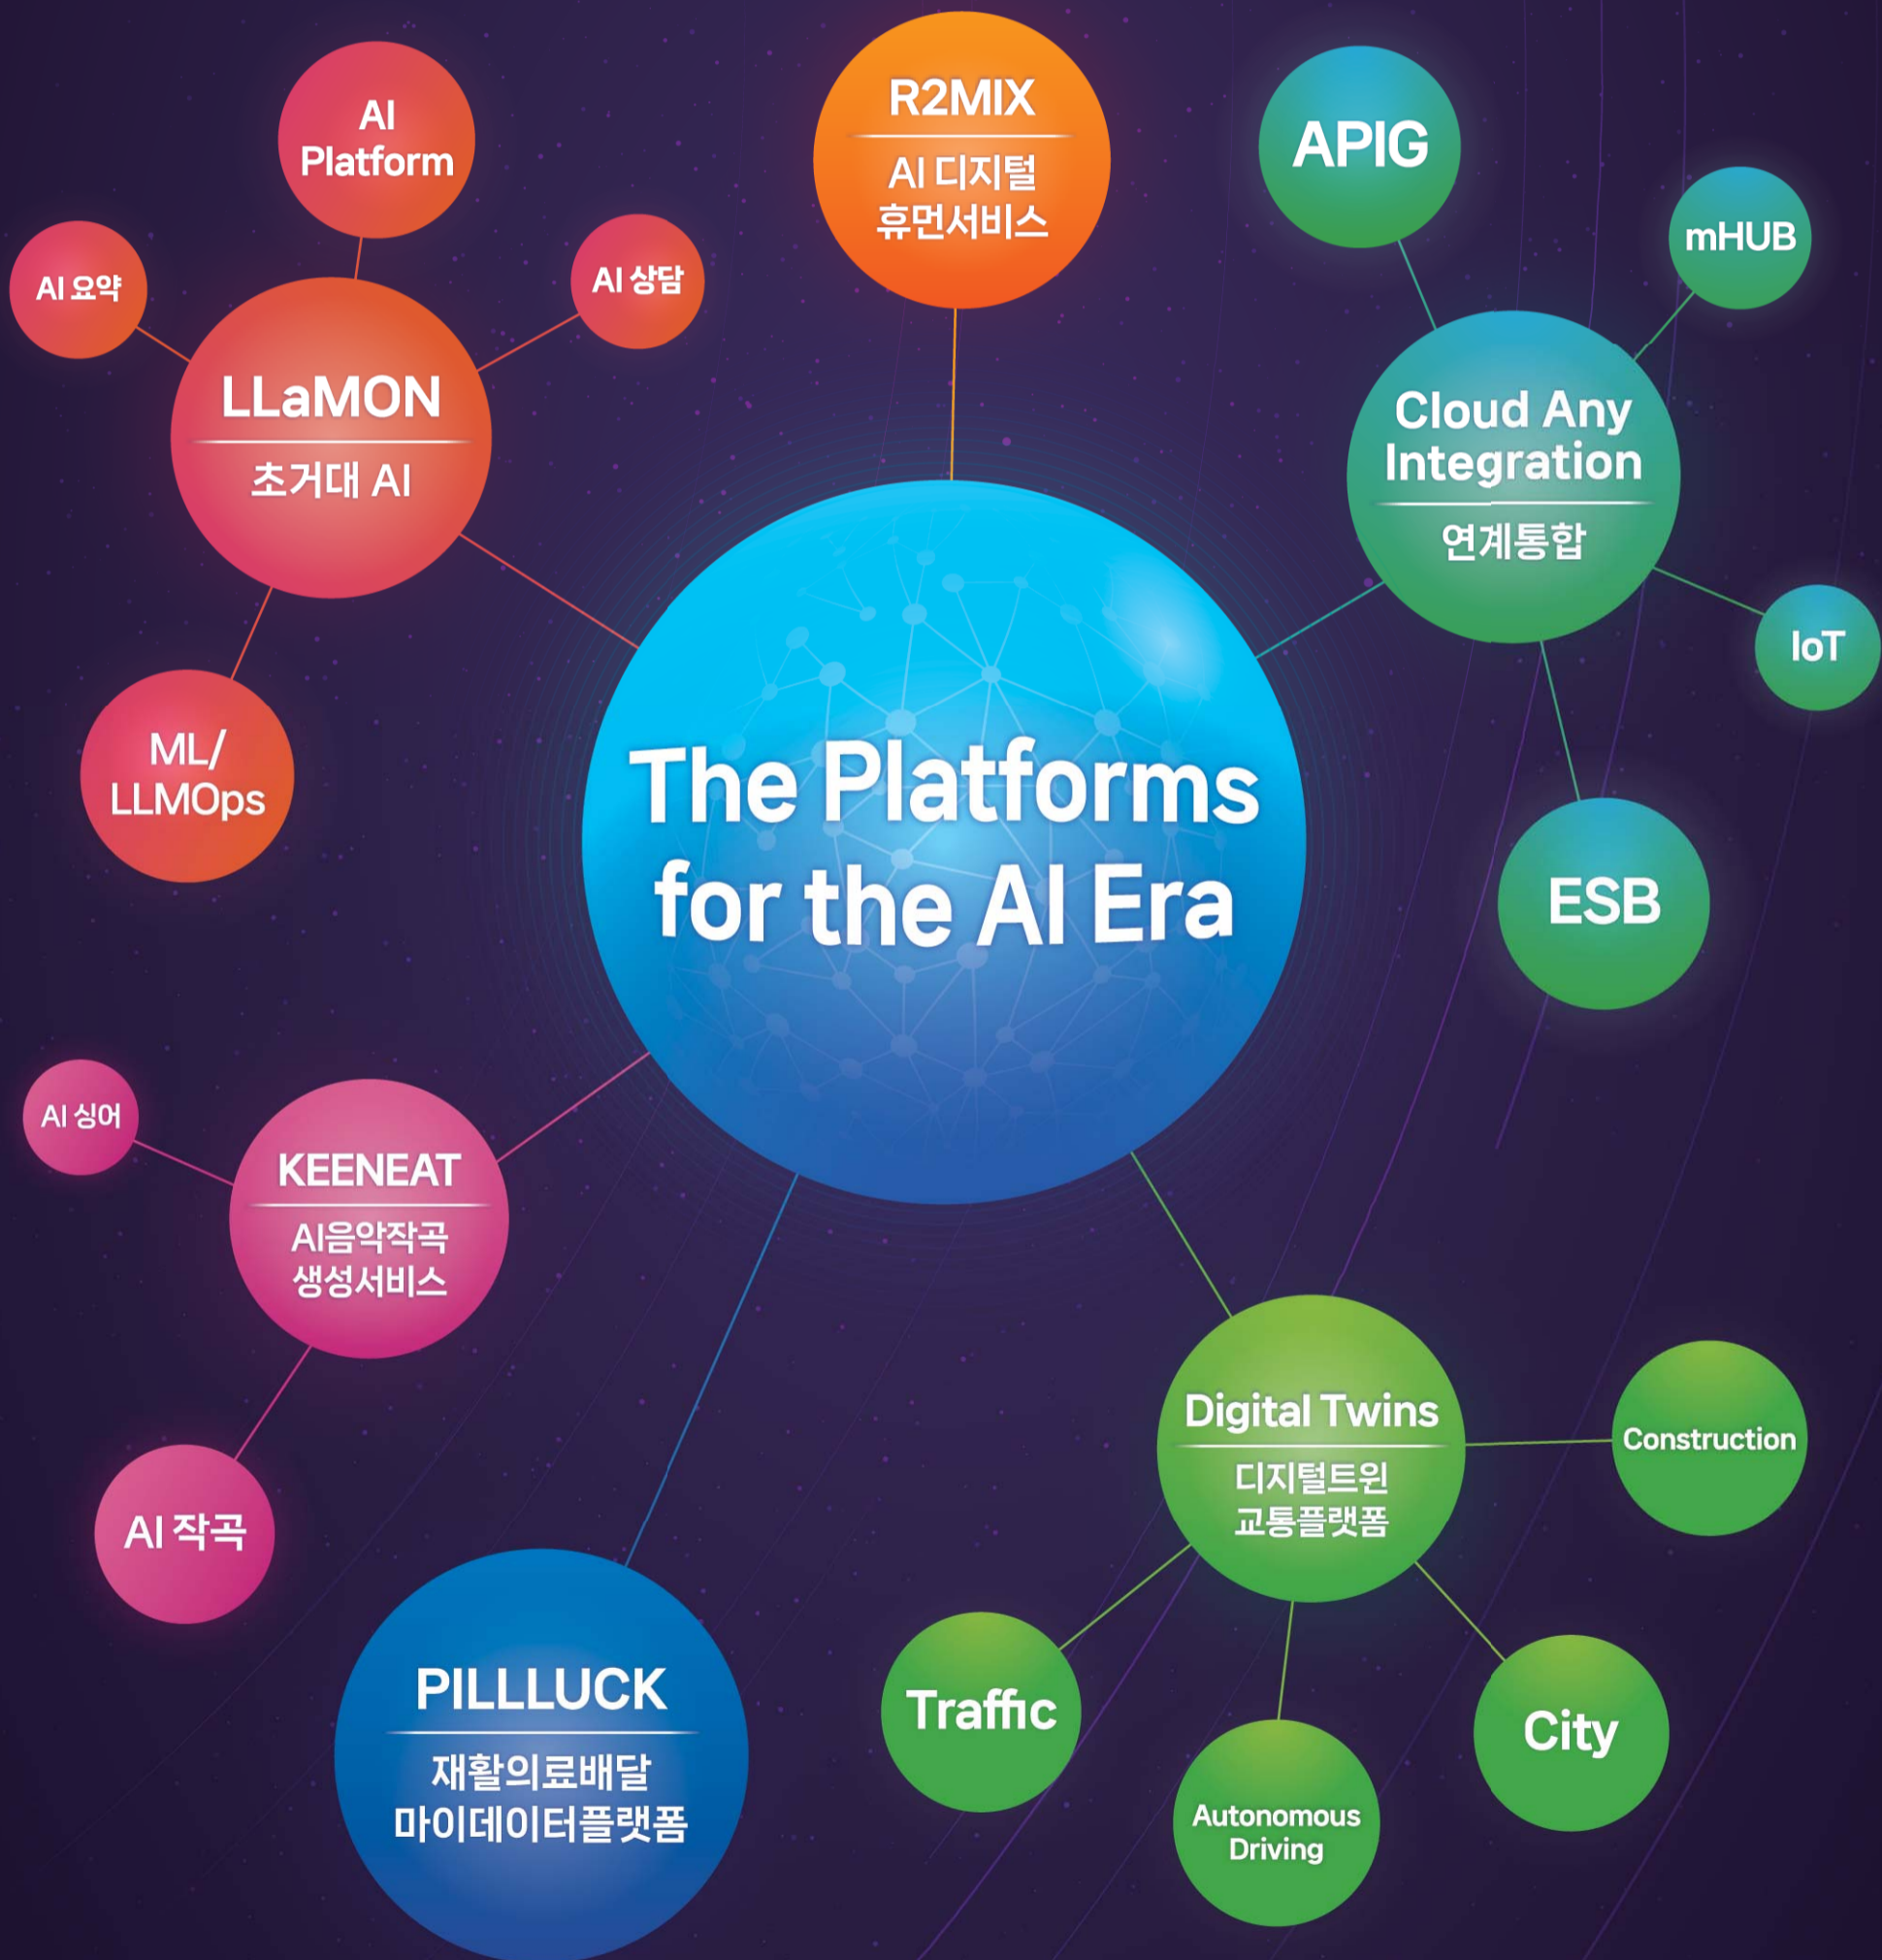 AI
Platform
AI 요약
AI 상담
LLaMON
초거대 AI
ML/
LLMOps
R2MIX
AI 디지털
휴먼서비스
APIG
mHUB
Cloud Any
Integration
연계통합
IoT
ESB
The Platforms
for the AI Era
AI 싱어
KEENEAT
AI음악작곡
생성서비스
AI 작곡
PILLLUCK
재활의료배달
마이데이터플랫폼
Digital Twins
디지털트윈
교통플랫폼
Construction
Traffic
Autonomous
Driving
City